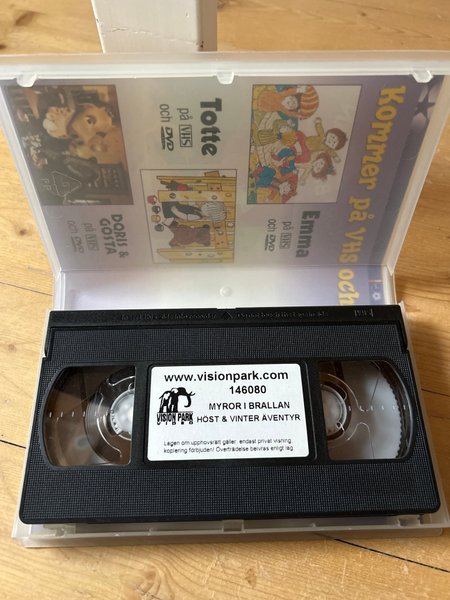 Kommer på VHS och
Emma
på VHS
och DVD
Totte
på VHS
och DVD
DORIS &
GÖSTA
på VHS
och DVD
www.visionpark.com
146080
VISION PARK
VIDEO
MYROR I BRALLAN
HÖST & VINTER ÄVENTYR
Lagen om upphovsrätt gäller: endast privat visning
kopiering förbjuden! Överträdelse beivras enligt lag